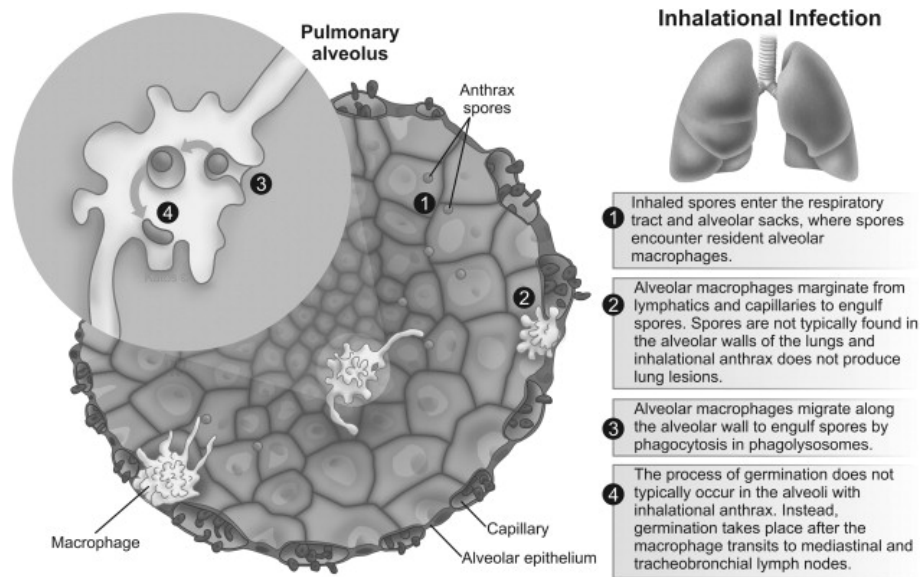 Inhalational Infection
Pulmonary
alveolus
Anthrax
spores
1
2
3
4
Macrophage
Capillary
Alveolar epithelium
1
Inhaled spores enter the respiratory
tract and alveolar sacks, where spores
encounter resident alveolar
macrophages.
2
Alveolar macrophages marginate from
lymphatics and capillaries to engulf
spores. Spores are not typically found in
the alveolar walls of the lungs and
inhalational anthrax does not produce
lung lesions.
3
Alveolar macrophages migrate along
the alveolar wall to engulf spores by
phagocytosis in phagolysosomes.
4
The process of germination does not
typically occur in the alveoli with
inhalational anthrax. Instead,
germination takes place after the
macrophage transits to mediastinal and
tracheobronchial lymph nodes.